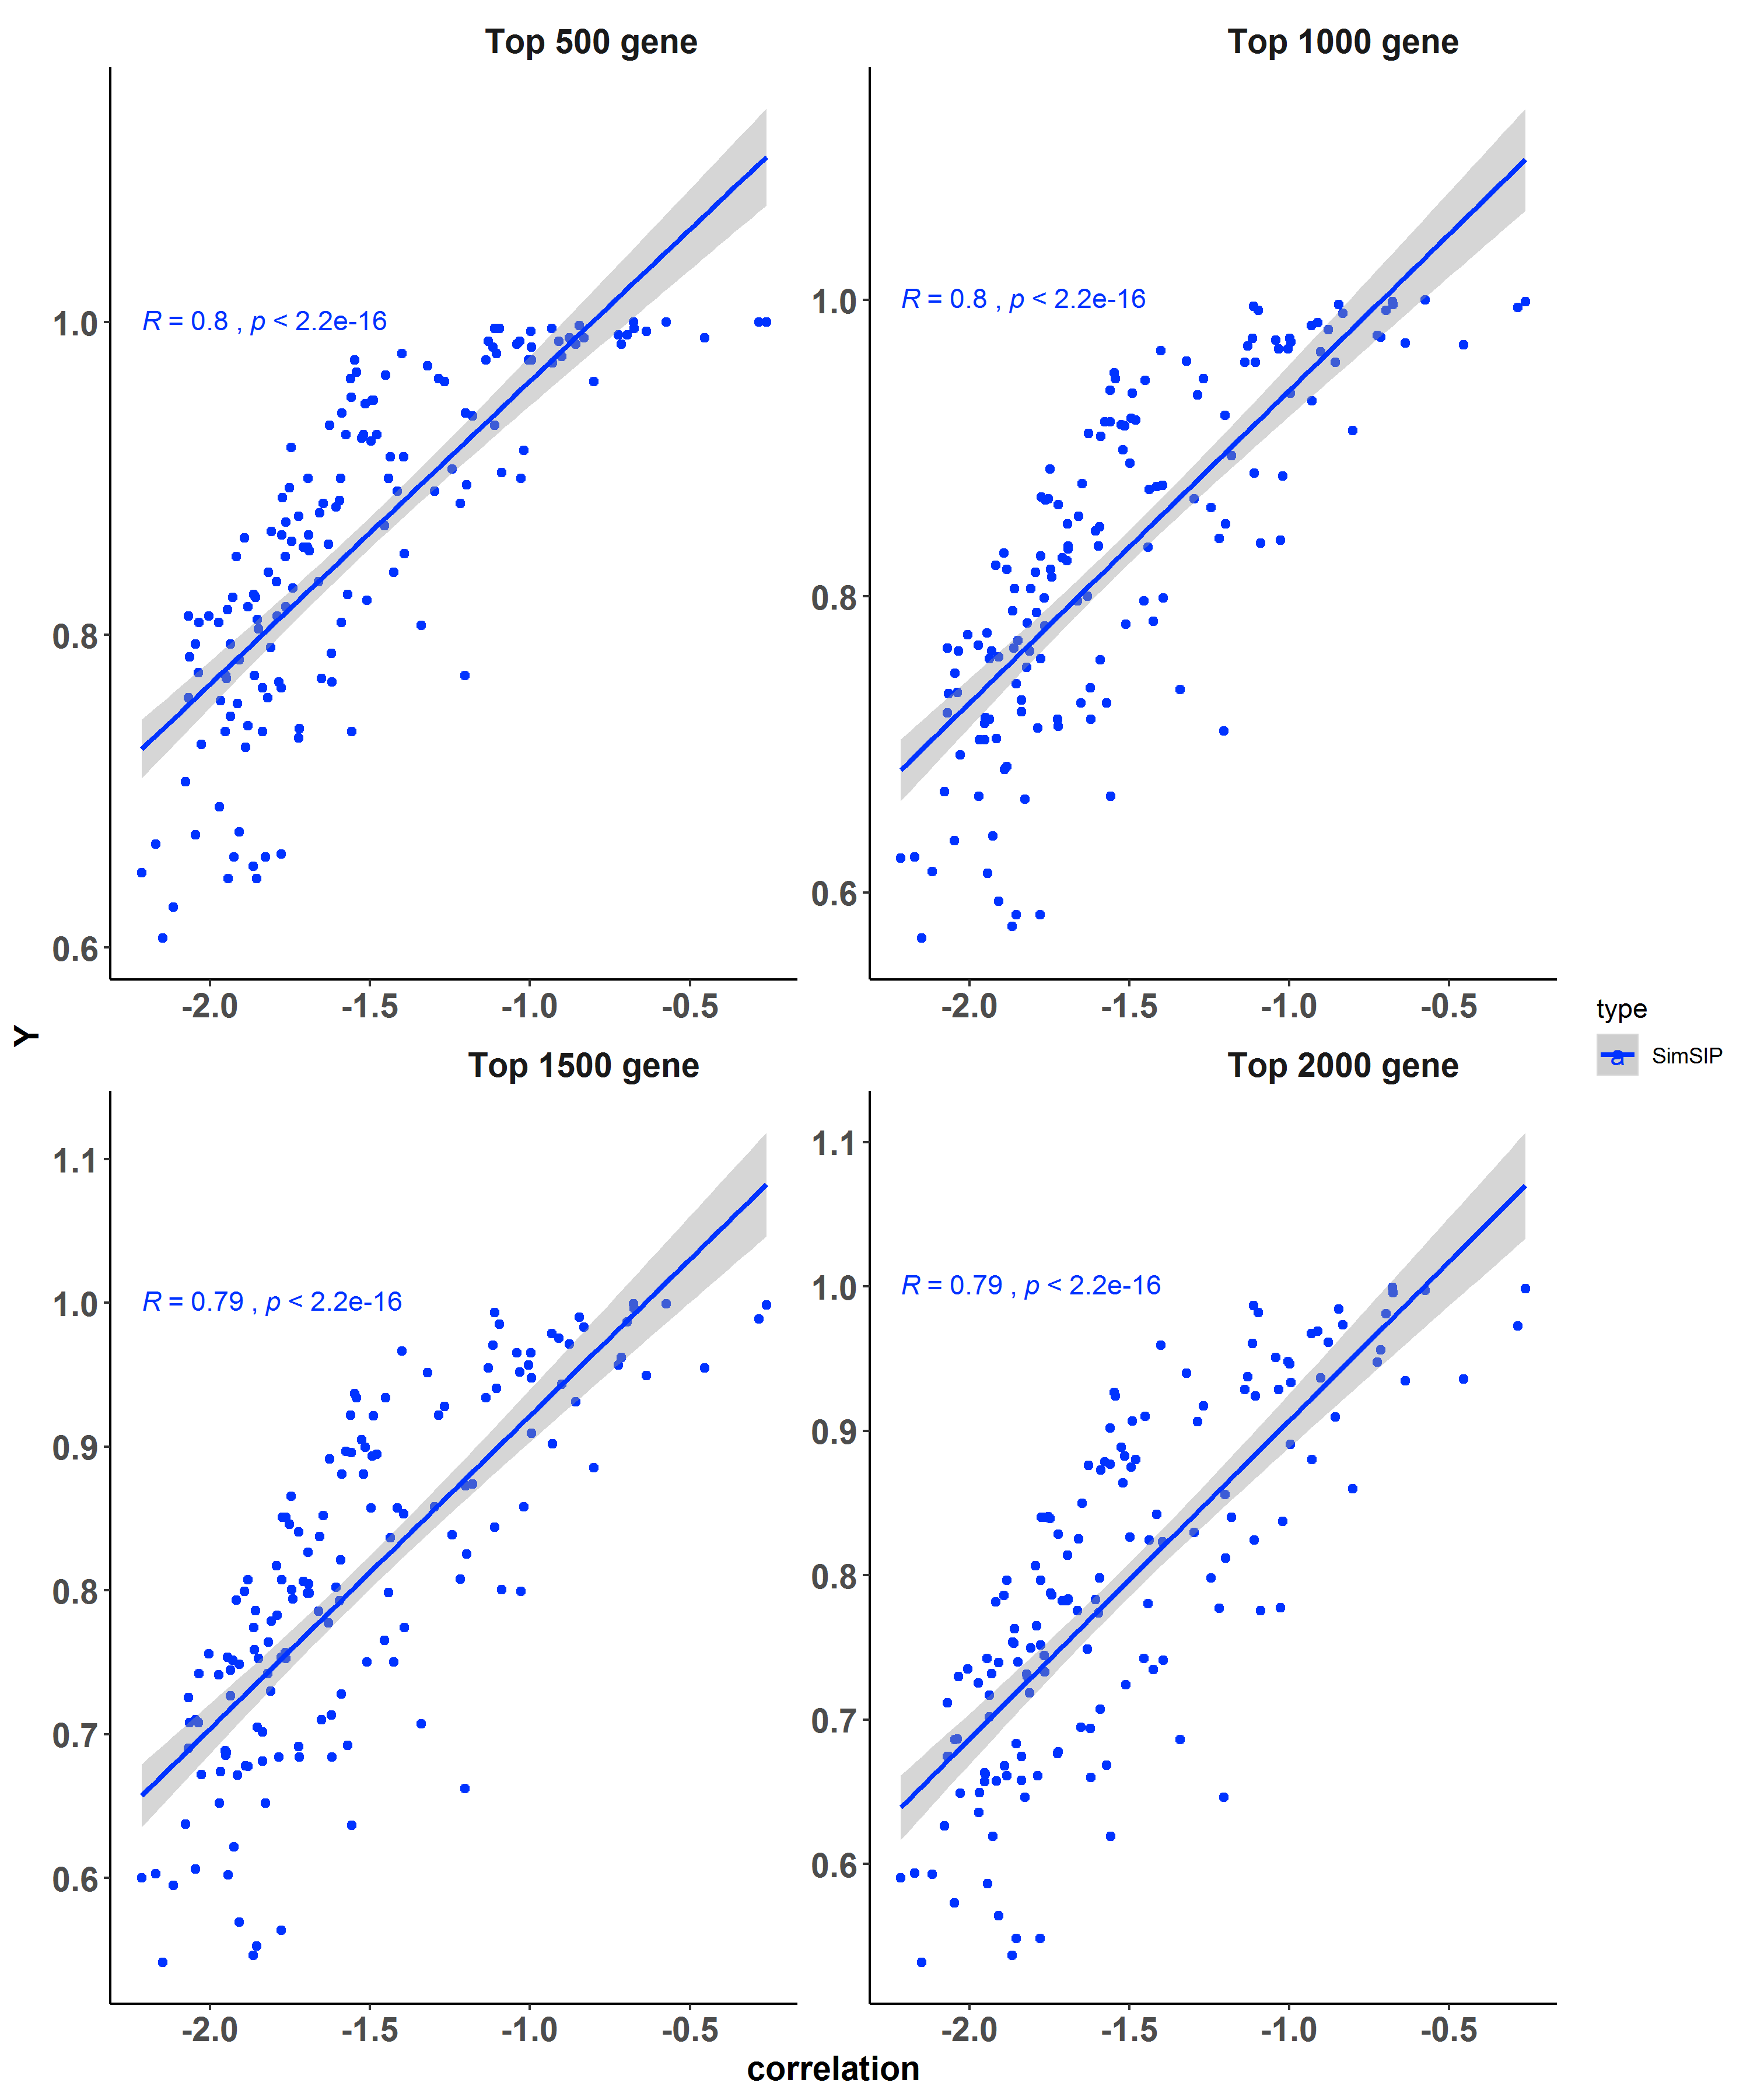 Top 500 gene
Top 1000 gene
R = 0.8 , p < 2.2e-16
R = 0.8 , p < 2.2e-16
1.0
0.8
0.6
1.0
0.8
0.6
-2.0 -1.5 -1.0 -0.5
-2.0 -1.5 -1.0 -0.5
Y
type
a SimSIP
Top 1500 gene
Top 2000 gene
R = 0.79 , p < 2.2e-16
R = 0.79 , p < 2.2e-16
1.1
1.0
0.9
0.8
0.7
0.6
1.1
1.0
0.9
0.8
0.7
0.6
-2.0 -1.5 -1.0 -0.5
-2.0 -1.5 -1.0 -0.5
correlation